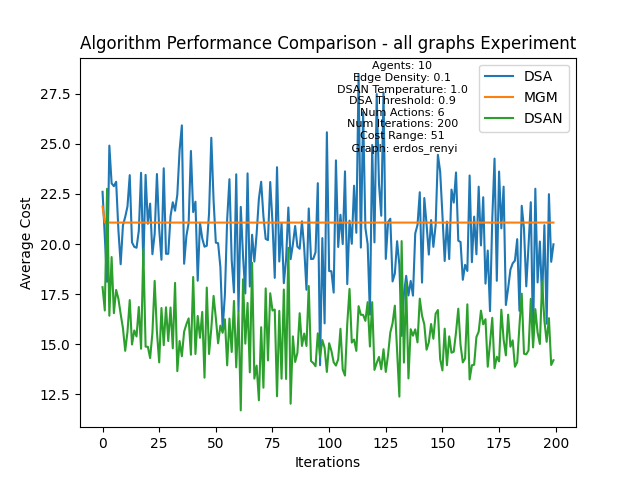 Algorithm Performance Comparison - all graphs Experiment
Agents: 10
Edge Density: 0.1
DSAN Temperature: 1.0
DSA Threshold: 0.9
Num Actions: 6
Num Iterations: 200
Cost Range: 51
Graph: erdos_renyi
DSA
MGM
DSAN
Average Cost
27.5
25.0
22.5
20.0
17.5
15.0
12.5
0 25 50 75 100 125 150 175 200
Iterations